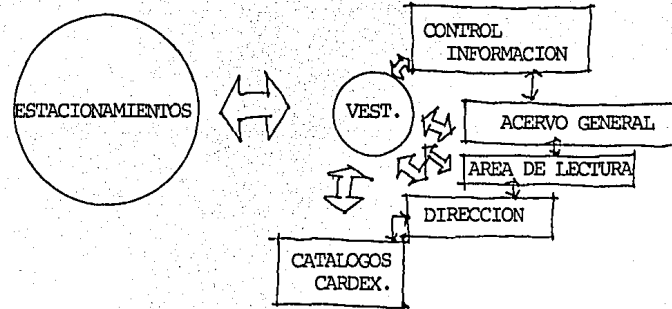 CONTROL
INFORMACION
ESTACIONAMIENTOS
VEST.
ACERVO GENERAL
AREA DE LECTURA
DIRECCION
CATALOGOS
CARDEX.